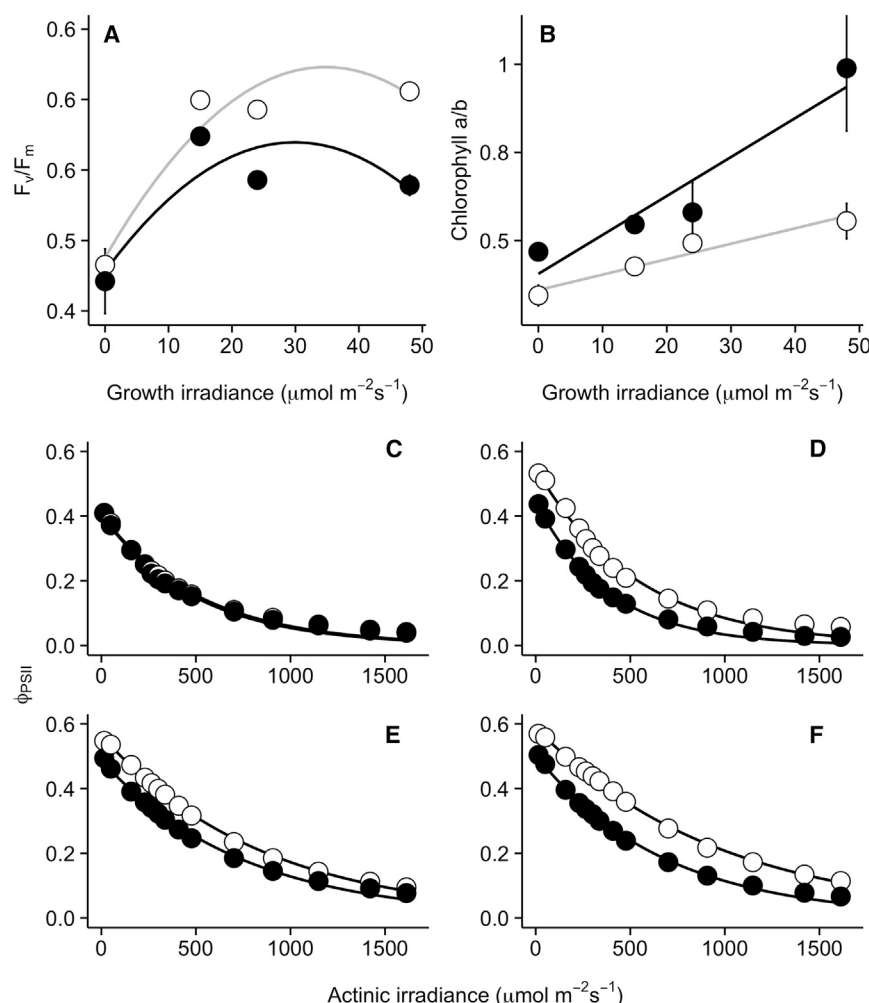 A
B
0.6
0.6
0.6
0.5
0.4
Fv/Fm
0 10 20 30 40 50
Growth irradiance (μmol m−2s−1)
1
0.8
0.5
Chlorophyll a/b
0 10 20 30 40 50
Growth irradiance (μmol m−2s−1)
C
D
0.6
0.4
0.2
0.0
0 500 1000 1500
0.6
0.4
0.2
0.0
0 500 1000 1500
ϕPSII
E
F
0.6
0.4
0.2
0.0
0 500 1000 1500
0.6
0.4
0.2
0.0
0 500 1000 1500
Actinic irradiance (μmol m−2s−1)